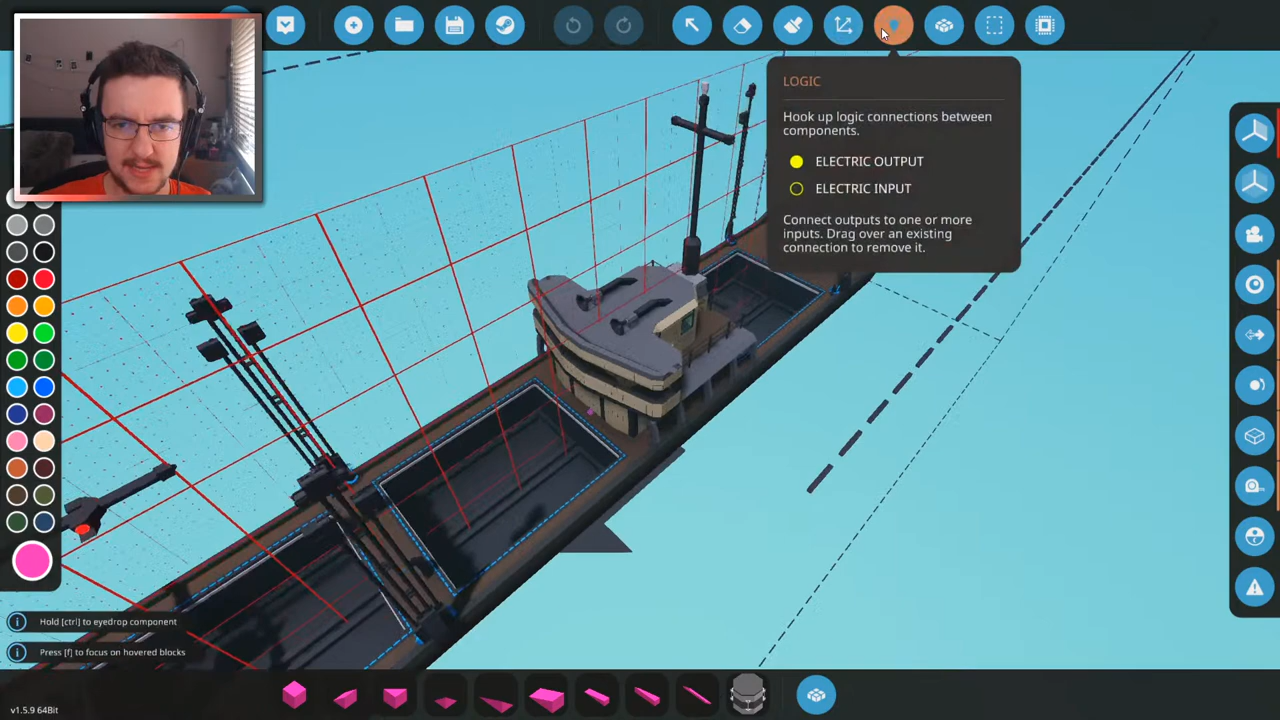 LOGIC
Hook up logic connections between
components.
ELECTRIC OUTPUT
ELECTRIC INPUT
Connect outputs to one or more
inputs. Drag over an existing
connection to remove it.
Hold [ctrl] to eyedrop component
Press [f] to focus on hovered blocks
v1.5.9 64Bit